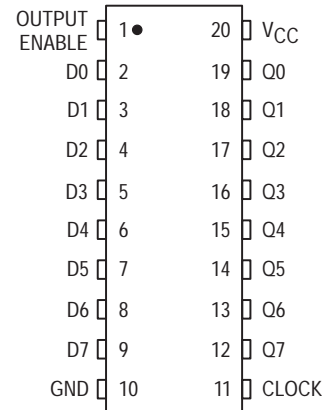 OUTPUT
ENABLE 1 20 VCC
D0 2 19 Q0
D1 3 18 Q1
D2 4 17 Q2
D3 5 16 Q3
D4 6 15 Q4
D5 7 14 Q5
D6 8 13 Q6
D7 9 12 Q7
GND 10 11 CLOCK